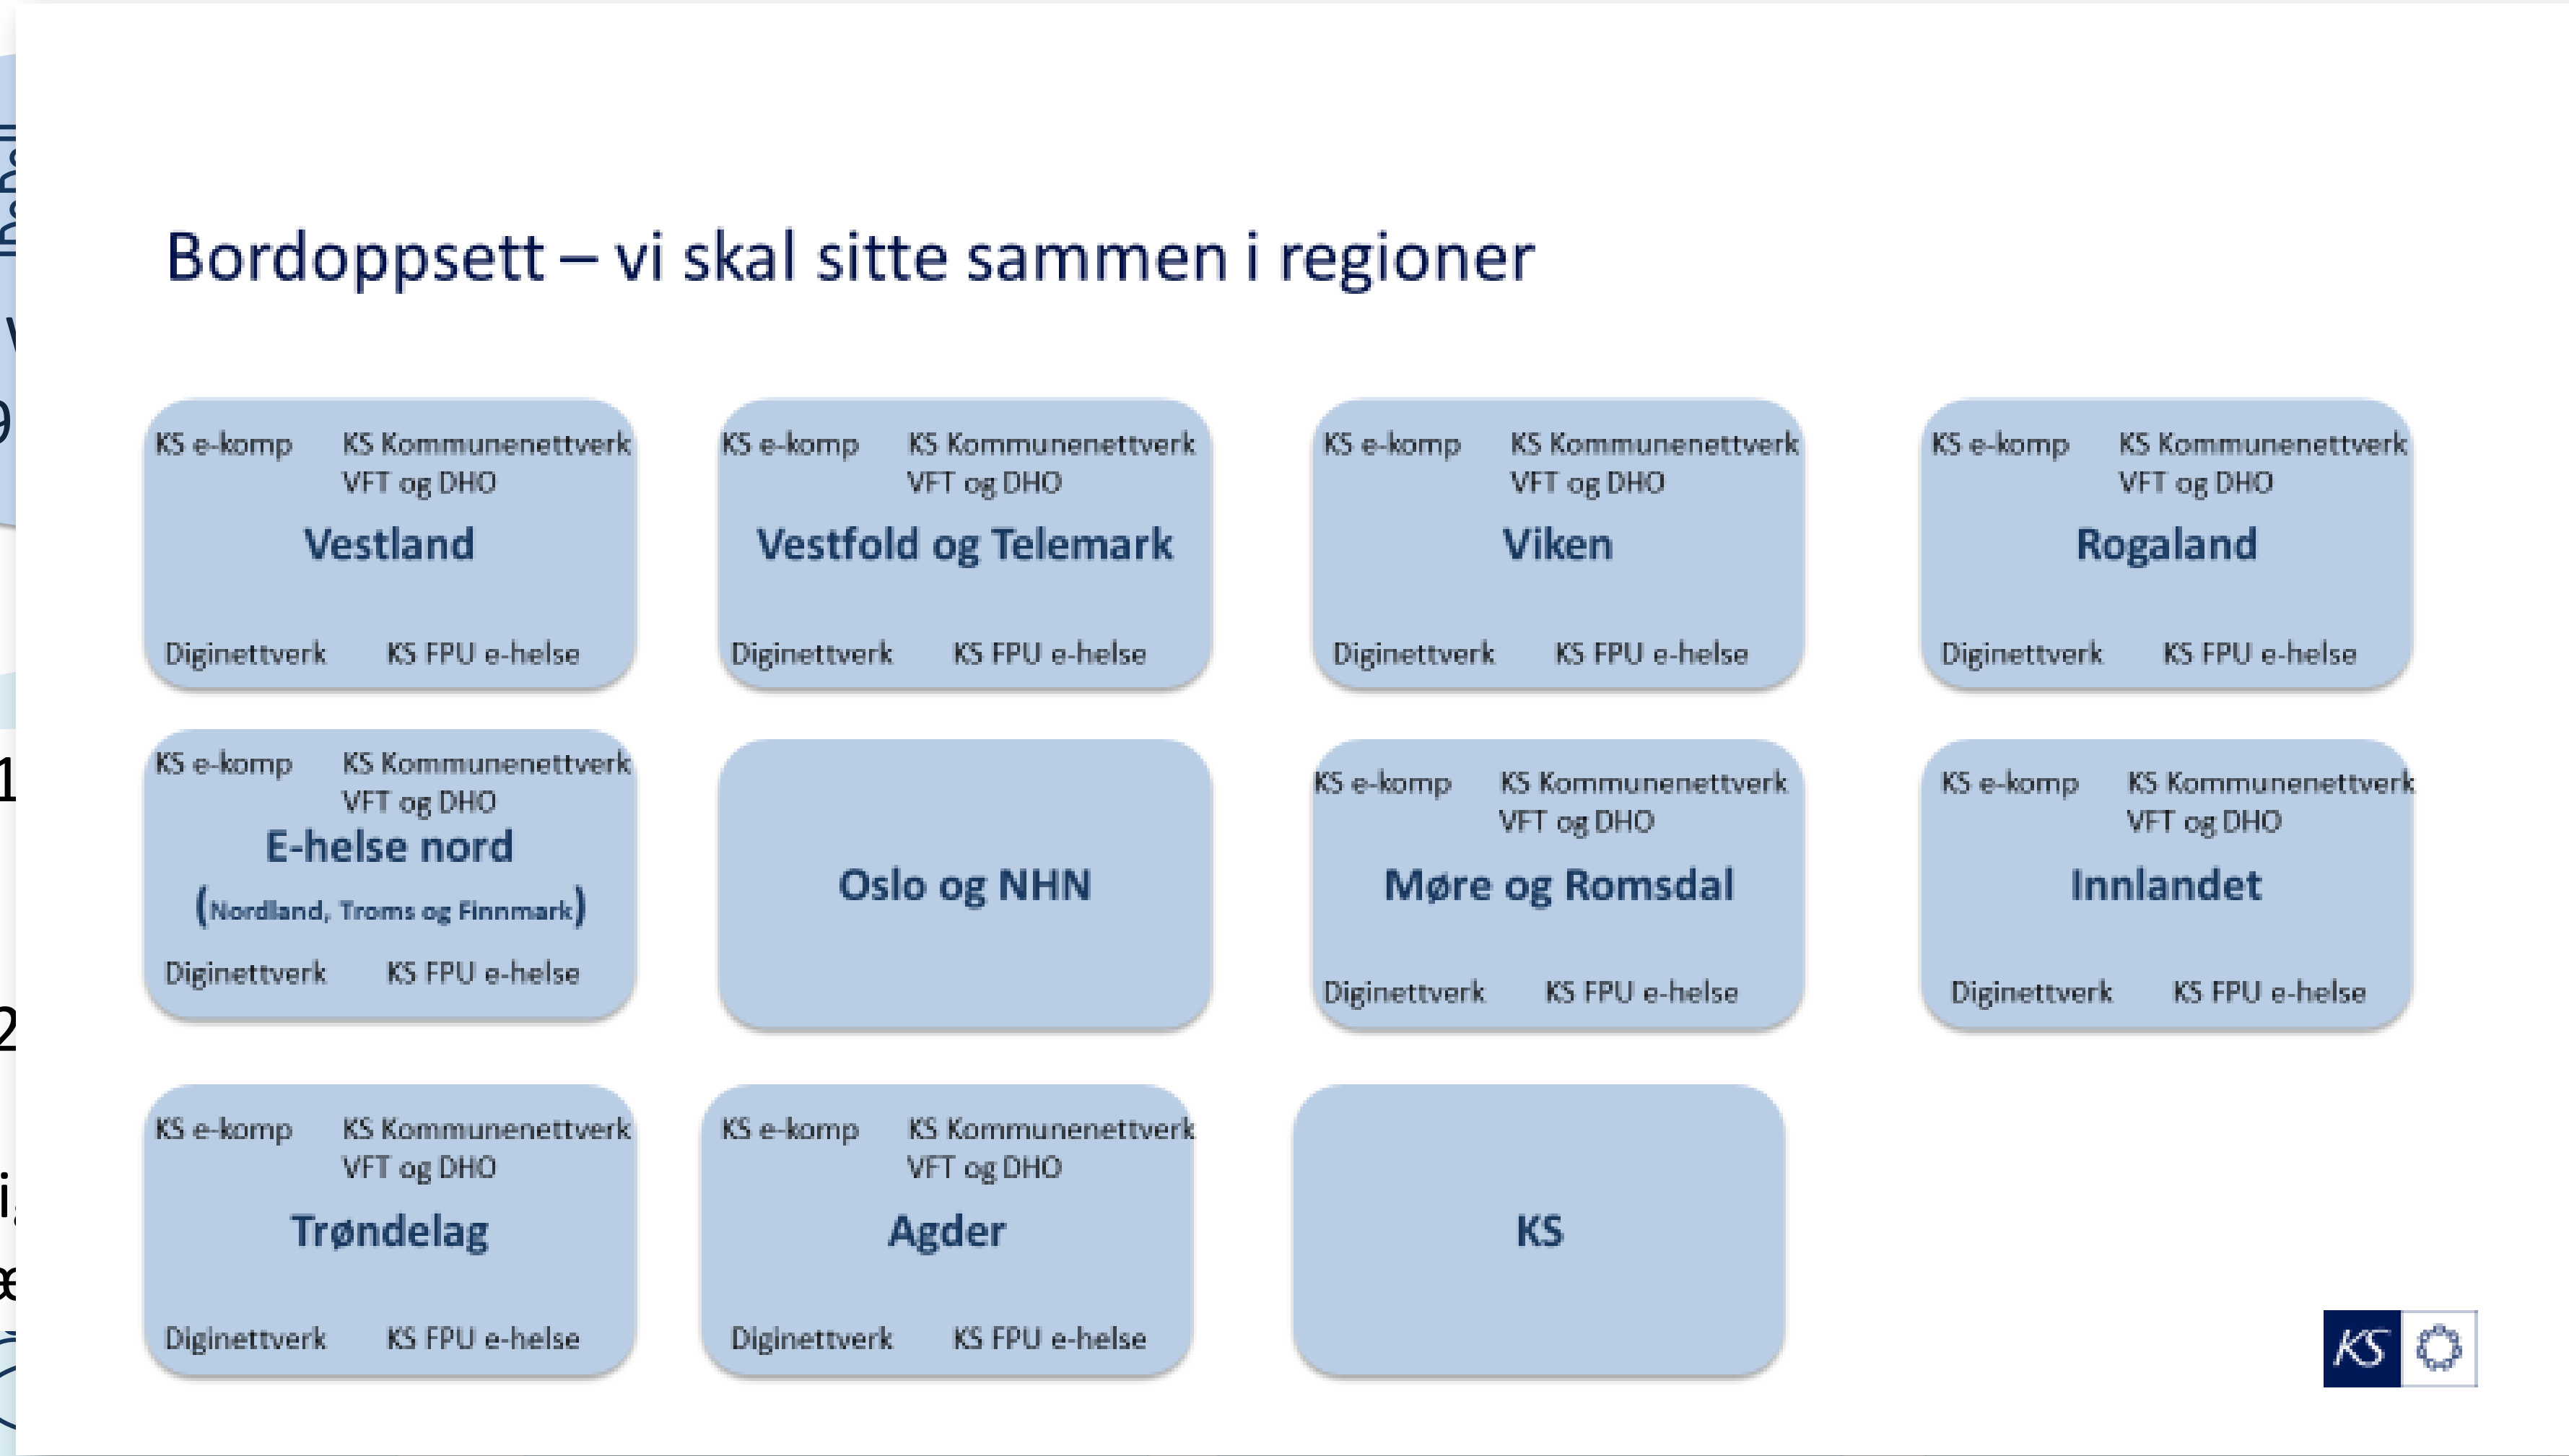 Bordoppsett – vi skal sitte sammen i regioner
KS e-komp KS Kommunenettverk
VFT og DHO
Vestland
Diginettverk KS FPU e-helse
KS e-komp KS Kommunenettverk
VFT og DHO
Vestfold og Telemark
Diginettverk KS FPU e-helse
KS e-komp KS Kommunenettverk
VFT og DHO
Viken
Diginettverk KS FPU e-helse
KS e-komp KS Kommunenettverk
VFT og DHO
Rogaland
Diginettverk KS FPU e-helse
KS e-komp KS Kommunenettverk
VFT og DHO
E-helse nord
(Nordland, Troms og Finnmark)
Diginettverk KS FPU e-helse
Oslo og NHN
KS e-komp KS Kommunenettverk
VFT og DHO
Møre og Romsdal
Diginettverk KS FPU e-helse
KS e-komp KS Kommunenettverk
VFT og DHO
Innlandet
Diginettverk KS FPU e-helse
KS e-komp KS Kommunenettverk
VFT og DHO
Trøndelag
Diginettverk KS FPU e-helse
KS e-komp KS Kommunenettverk
VFT og DHO
Agder
Diginettverk KS FPU e-helse
KS
KS